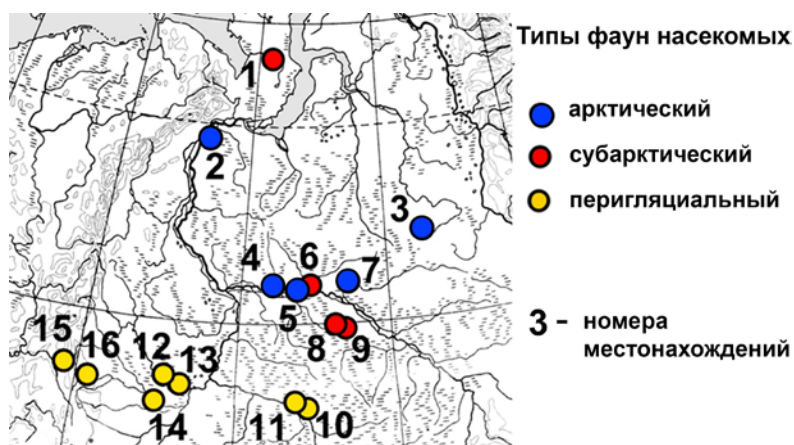 Типы фаун насекомых
арктический
субарктический
перигляциальный
3 - номера
местонахождений
1
2
3
4 6 7
5
8 9
15 16 12 13
14 11 10